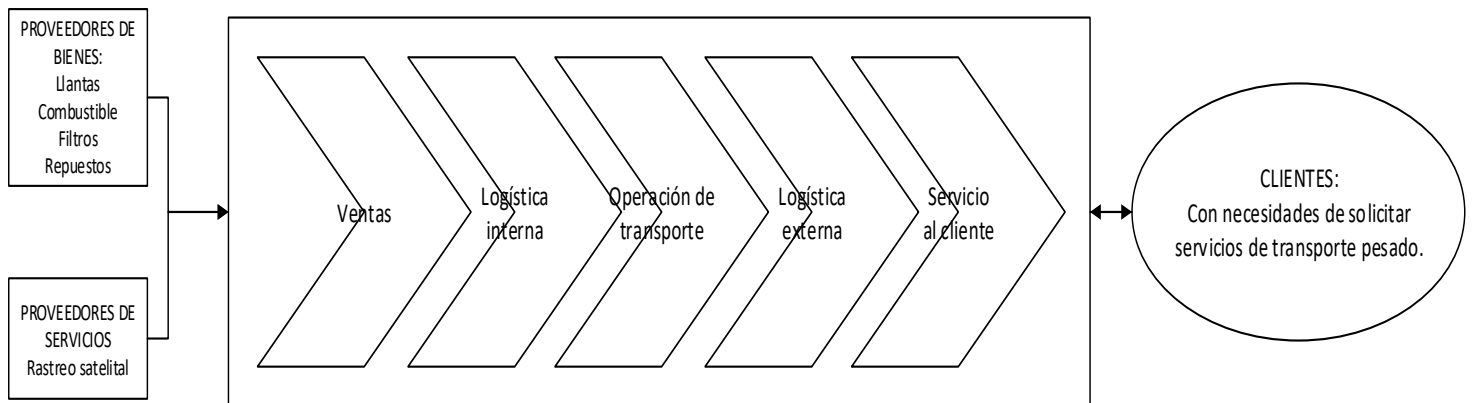 PROVEEDORES DE
BIENES:
Llantas
Combustible
Filtros
Repuestos
PROVEEDORES DE
SERVICIOS
Rastreo satelital
Ventas
Logística
interna
Operación de
transporte
Logística
externa
Servicio
al cliente
CLIENTES:
Con necesidades de solicitar
servicios de transporte pesado.